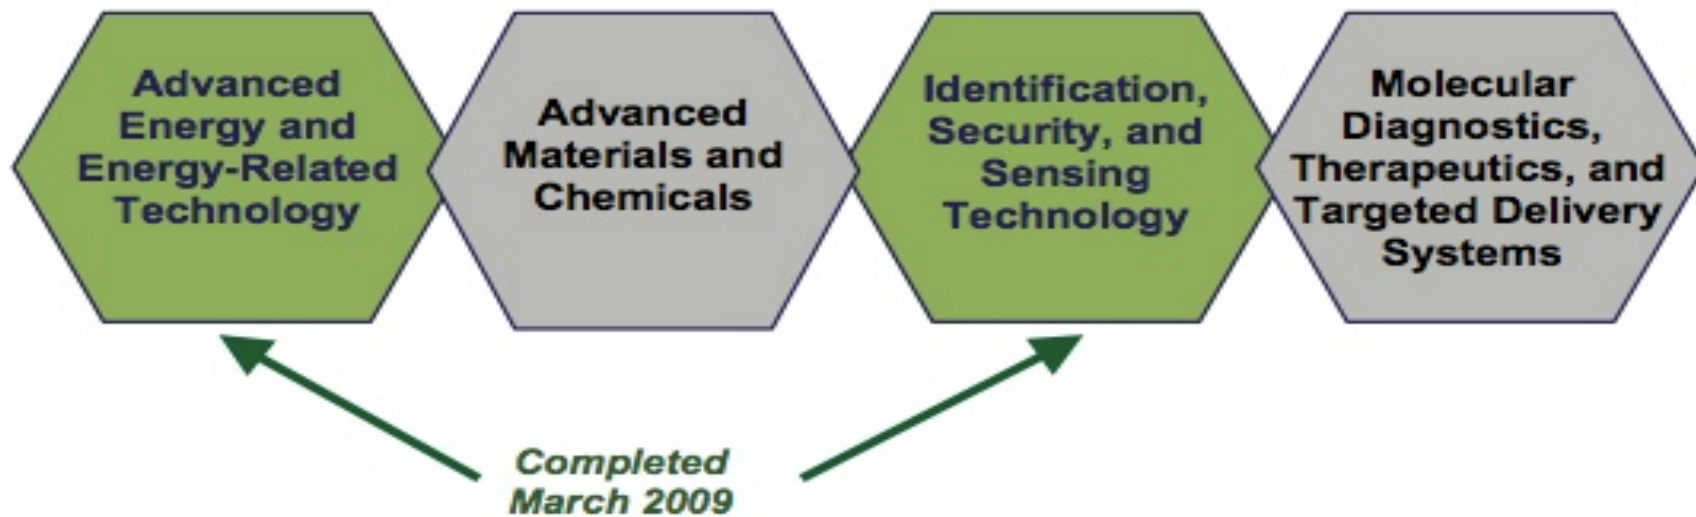 Advanced
Energy and
Energy-Related
Technology
Advanced
Materials and
Chemicals
Identification,
Security, and
Sensing
Technology
Molecular
Diagnostics,
Therapeutics, and
Targeted Delivery
Systems
Completed
March 2009